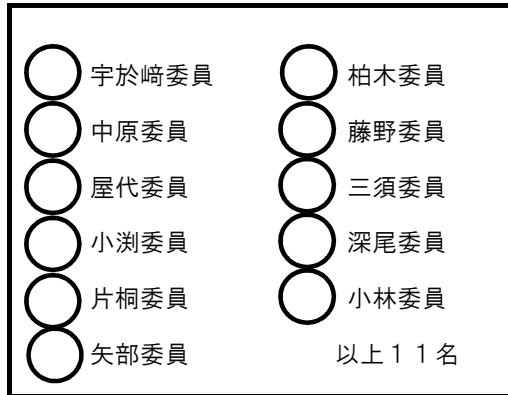 宇於﨑委員
中原委員
屋代委員
小渕委員
片桐委員
矢部委員
柏木委員
藤野委員
三須委員
深尾委員
小林委員
以上１１名